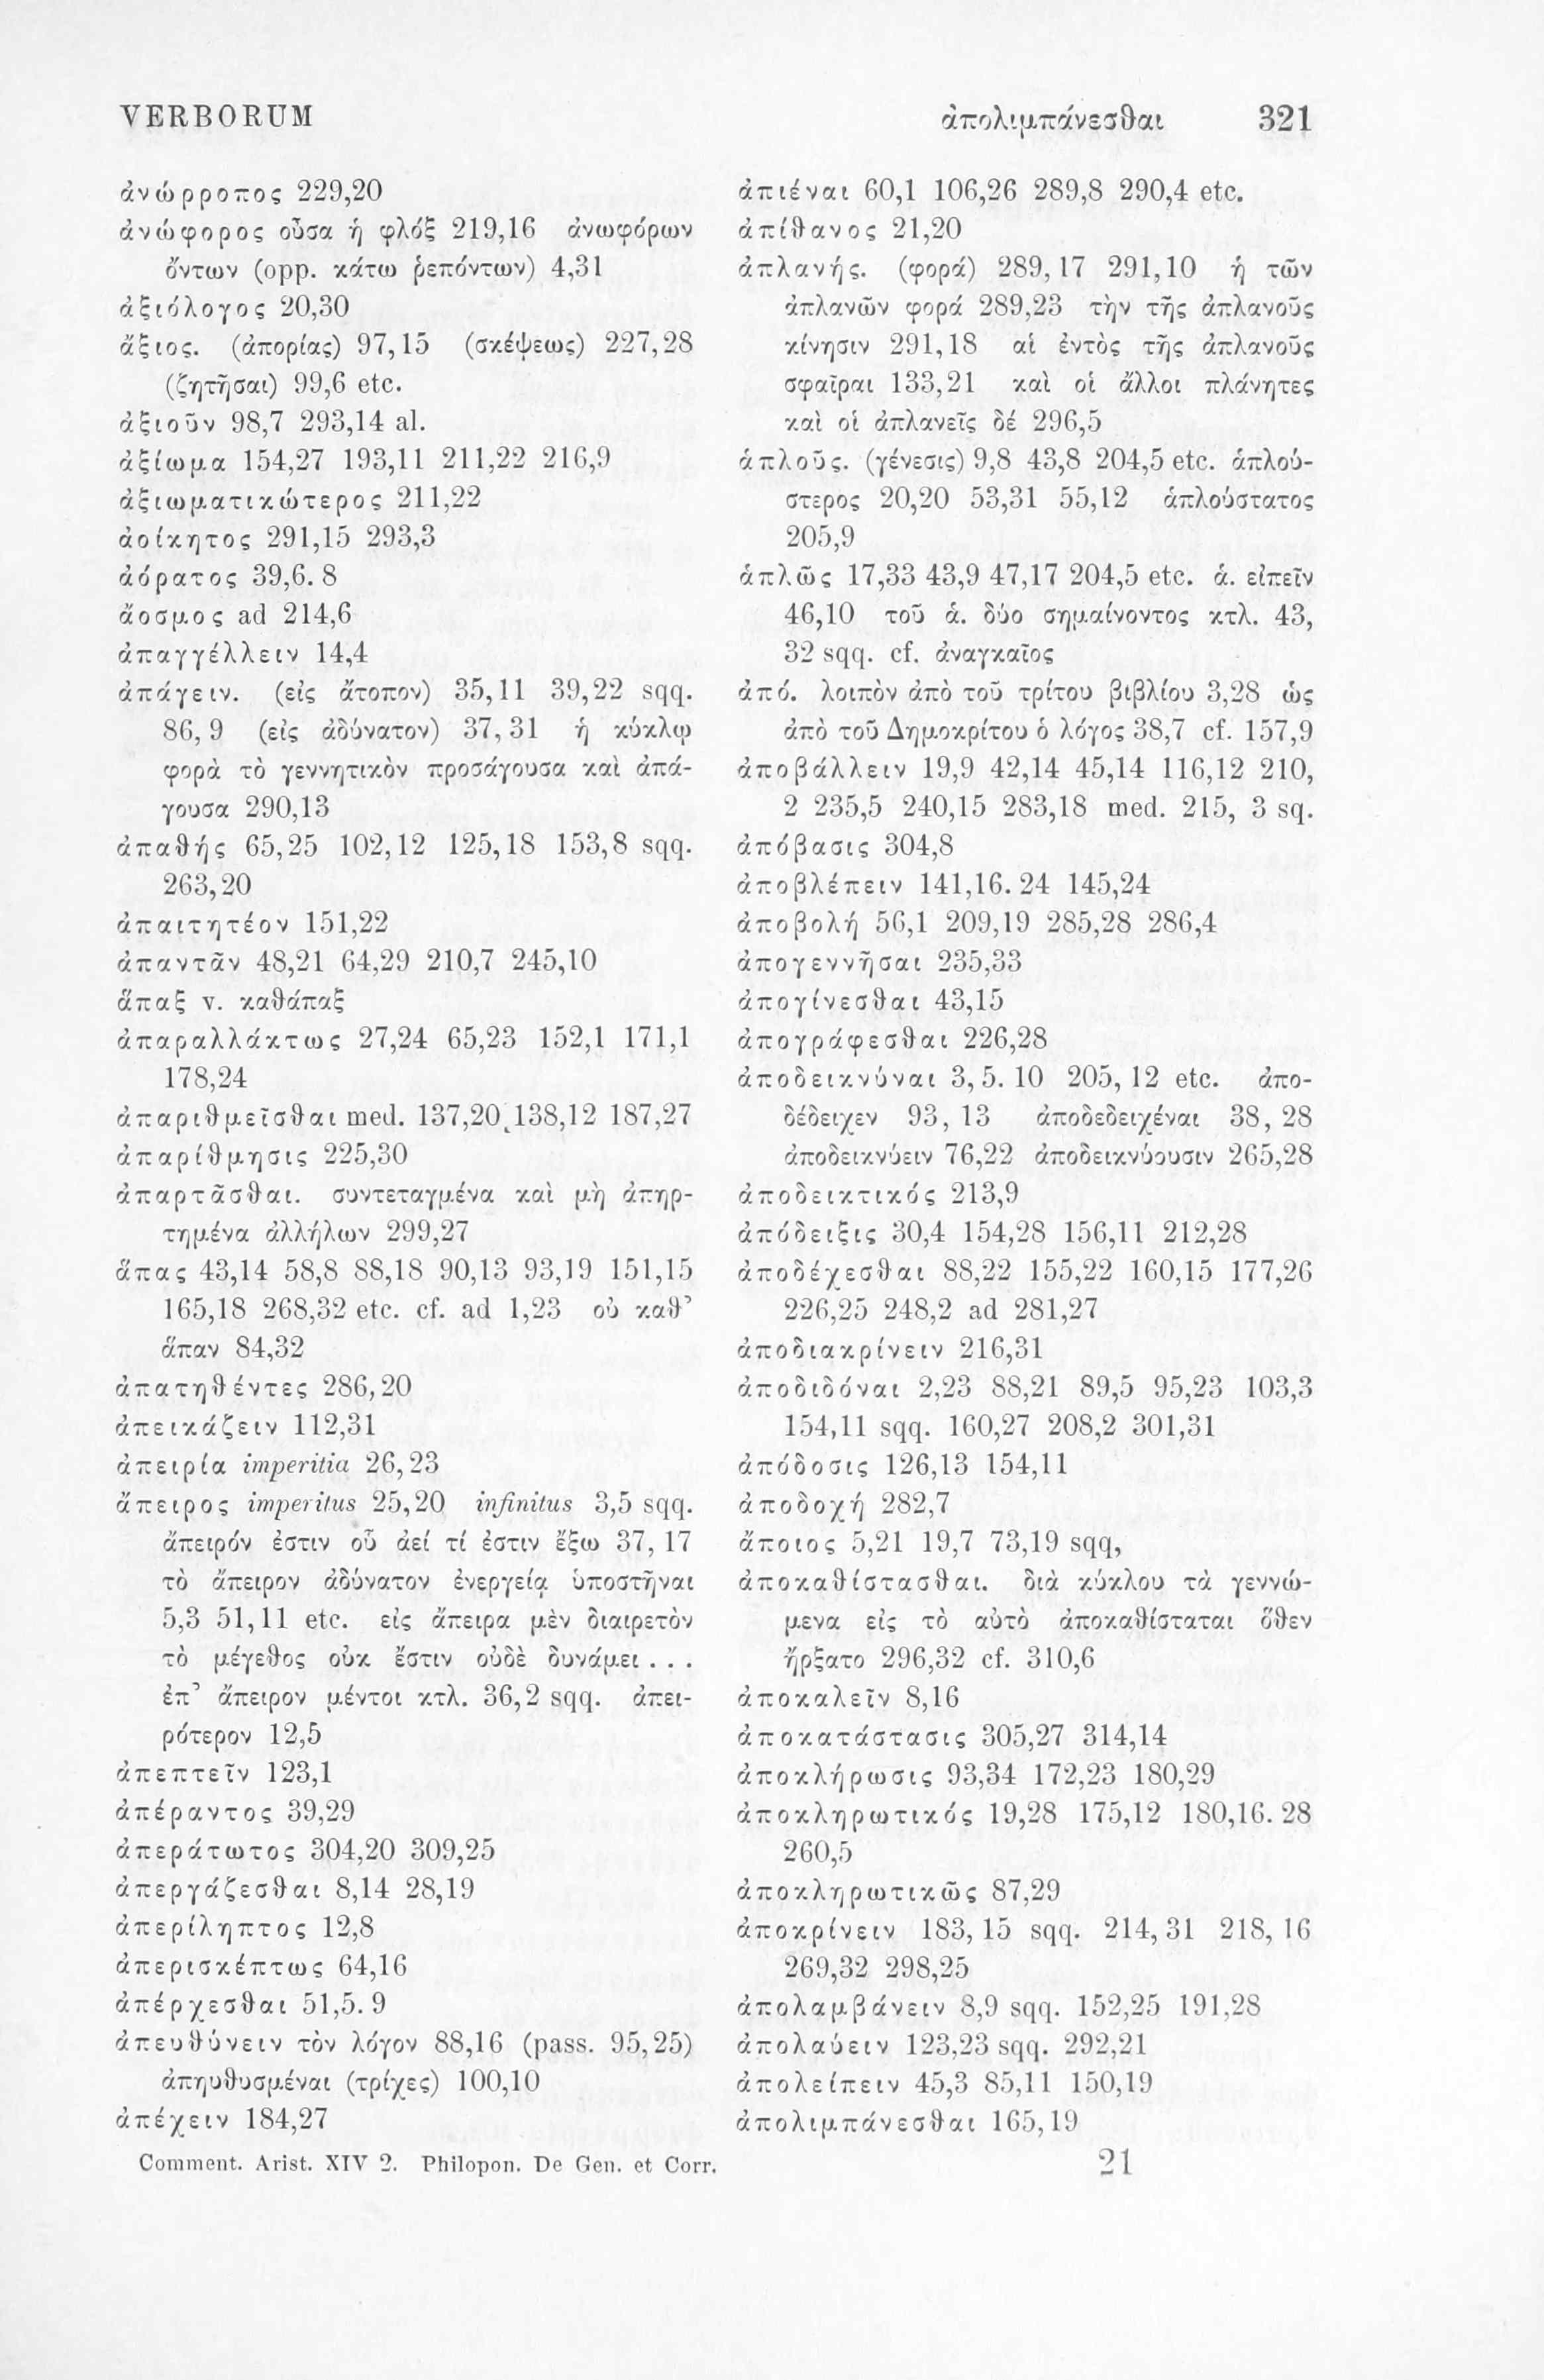 VERBORUM ἀπολιμπάνεσθαι 321
ἀνώρροπος 229,20
ἀνώφορος οὖσα ἡ φλόξ 219,16 ἀνωφόρων
ὄντων (opp. κάτω ῥεπόντων) 4,31
ἀξιόλογος 20,30
ἄξιος. (ἀπορίας) 97,15 (σκέψεως) 227,28
(ζητῆσαι) 99,6 etc.
ἀξιοῦν 98,7 293,14 al.
ἀξίωμα 154,27 193,11 211,22 216,9
ἀξιωματικώτερος 211,22
ἀοίκητος 291,15 293,3
ἀόρατος 39,6. 8
ἄοσμος ad 214,6
ἀπαγγέλλειν 14,4
ἀπάγειν. (εἰς ἄτοπον) 35,11 39,22 sqq.
86, 9 (εἰς ἀδύνατον) 37, 31 ἡ κύκλῳ
φορὰ τὸ γεννητικὸν προσάγουσα καὶ ἀπά-
γουσα 290,13
ἀπαθής 65,25 102,12 125,18 153,8 sqq.
263,20
ἀπαιτητέον 151,22
ἀπαντᾶν 48,21 64,29 210,7 245,10
ἅπαξ v. καθάπαξ
ἀπαραλλάκτως 27,24 65,23 152,1 171,1
178,24
ἀπαριθμεῖσθαι med. 137,20 138,12 187,27
ἀπαρίθμησις 225,30
ἀπαρτᾶσθαι. συντεταγμένα καὶ μὴ ἀπηρ-
τημένα ἀλλήλων 299,27
ἅπας 43,14 58,8 88,18 90,13 93,19 151,15
165,18 268,32 etc. cf. ad 1,23 οὐ καθ’
ἅπαν 84,32
ἀπατηθέντες 286,20
ἀπεικάζειν 112,31
ἀπειρία imperitia 26,23
ἄπειρος imperitus 25,20 infinitus 3,5 sqq.
ἄπειρόν ἐστιν οὗ ἀεί τί ἐστιν ἔξω 37, 17
τὸ ἄπειρον ἀδύνατον ἐνεργείᾳ ὑποστῆναι
5,3 51,11 etc. εἰς ἄπειρα μὲν διαιρετὸν
τὸ μέγεθος οὐκ ἔστιν οὐδὲ δυνάμει . . .
ἐπ’ ἄπειρον μέντοι κτλ. 36,2 sqq. ἀπει-
ρότερον 12,5
ἀπεπτεῖν 123,1
ἀπέραντος 39,29
ἀπεράτωτος 304,20 309,25
ἀπεργάζεσθαι 8,14 28,19
ἀπερίληπτος 12,8
ἀπερισκέπτως 64,16
ἀπέρχεσθαι 51,5. 9
ἀπευθύνειν τὸν λόγον 88,16 (pass. 95,25)
ἀπηυθυσμέναι (τρίχες) 100,10
ἀπέχειν 184,27
ἀπιέναι 60,1 106,26 289,8 290,4 etc.
ἀπίθανος 21,20
ἀπλανής. (φορά) 289,17 291,10 ἡ τῶν
ἀπλανῶν φορά 289,23 τὴν τῆς ἀπλανοῦς
κίνησιν 291,18 αἱ ἐντὸς τῆς ἀπλανοῦς
σφαῖραι 133,21 καὶ οἱ ἄλλοι πλάνητες
καὶ οἱ ἀπλανεῖς δέ 296,5
ἁπλοῦς. (γένεσις) 9,8 43,8 204,5 etc. ἁπλού-
στερος 20,20 53,31 55,12 ἁπλούστατος
205,9
ἁπλῶς 17,33 43,9 47,17 204,5 etc. ἁ. εἰπεῖν
46,10 τοῦ ἁ. δύο σημαίνοντος κτλ. 43,
32 sqq. cf. ἀναγκαῖος
ἀπό. λοιπὸν ἀπὸ τοῦ τρίτου βιβλίου 3,28 ὡς
ἀπὸ τοῦ Δημοκρίτου ὁ λόγος 38,7 cf. 157,9
ἀποβάλλειν 19,9 42,14 45,14 116,12 210,
2 235,5 240,15 283,18 med. 215, 3 sq.
ἀπόβασις 304,8
ἀποβλέπειν 141,16. 24 145,24
ἀποβολή 56,1 209,19 285,28 286,4
ἀπογεννῆσαι 235,33
ἀπογίνεσθαι 43,15
ἀπογράφεσθαι 226,28
ἀποδεικνύναι 3, 5. 10 205, 12 etc. ἀπο-
δέδειχεν 93, 13 ἀποδεδειχέναι 38, 28
ἀποδεικνύειν 76,22 ἀποδεικνύουσιν 265,28
ἀποδεικτικός 213,9
ἀπόδειξις 30,4 154,28 156,11 212,28
ἀποδέχεσθαι 88,22 155,22 160,15 177,26
226,25 248,2 ad 281,27
ἀποδιακρίνειν 216,31
ἀποδιδόναι 2,23 88,21 89,5 95,23 103,3
154,11 sqq. 160,27 208,2 301,31
ἀπόδοσις 126,13 154,11
ἀποδοχή 282,7
ἄποιος 5,21 19,7 73,19 sqq,
ἀποκαθίστασθαι. διὰ κύκλου τὰ γεννώ-
μενα εἰς τὸ αὐτὸ ἀποκαθίσταται ὅθεν
ἤρξατο 296,32 cf. 310,6
ἀποκαλεῖν 8,16
ἀποκατάστασις 305,27 314,14
ἀποκλήρωσις 93,34 172,23 180,29
ἀποκληρωτικός 19,28 175,12 180,16. 28
260,5
ἀποκληρωτικῶς 87,29
ἀποκρίνειν 183, 15 sqq. 214, 31 218, 16
269,32 298,25
ἀπολαμβάνειν 8,9 sqq. 152,25 191,28
ἀπολαύειν 123,23 sqq. 292,21
ἀπολείπειν 45,3 85,11 150,19
ἀπολιμπάνεσθαι 165,19
Comment. Arist. XIV 2. Philopon. De Gen. et Corr. 21